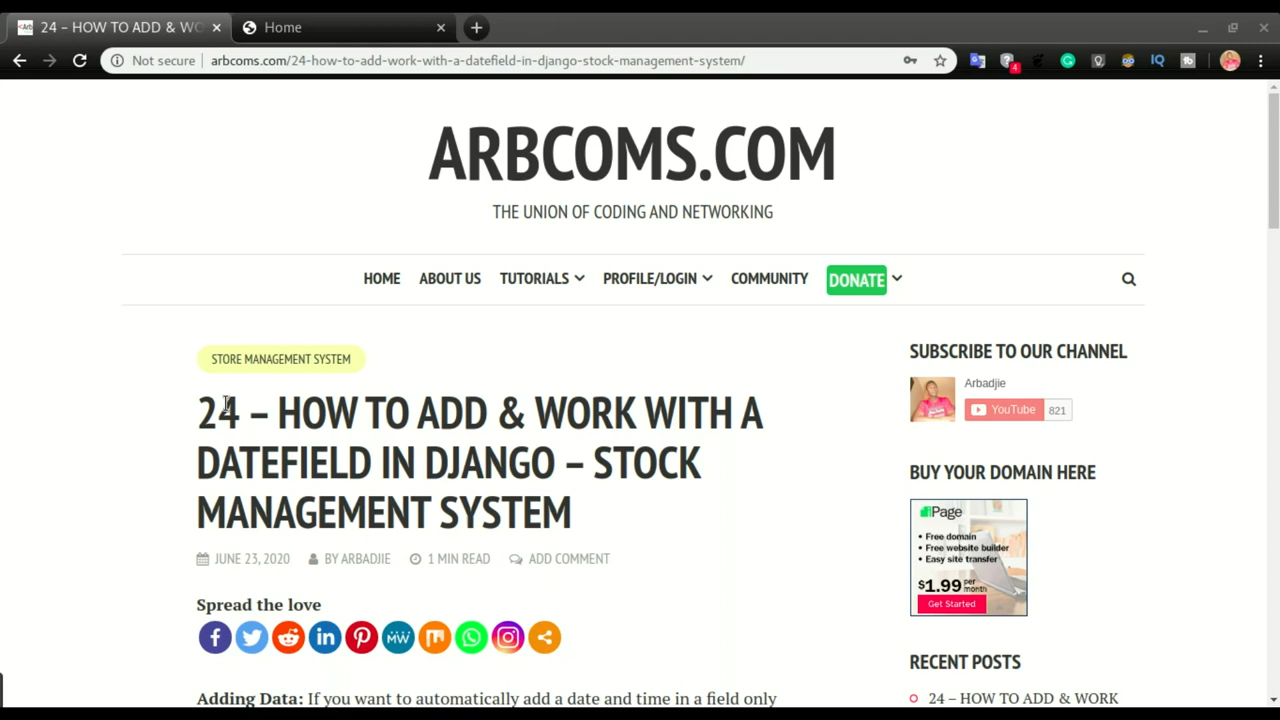 24 – HOW TO ADD & WO
Home
Not secure
arbcoms.com/24-how-to-add-work-with-a-datefield-in-django-stock-management-system/
4
IQ
ARBCOMS.COM
THE UNION OF CODING AND NETWORKING
HOME ABOUT US TUTORIALS PROFILE/LOGIN COMMUNITY DONATE
STORE MANAGEMENT SYSTEM
24 – HOW TO ADD & WORK WITH A
DATEFIELD IN DJANGO – STOCK
MANAGEMENT SYSTEM
JUNE 23, 2020 BY ARBADJIE 1 MIN READ ADD COMMENT
Spread the love
MW
Adding Data: If you want to automatically add a date and time in a field only
SUBSCRIBE TO OUR CHANNEL
Arbadjie
YouTube 821
BUY YOUR DOMAIN HERE
iPage
• Free domain
• Free website builder
• Easy site transfer
$1.99 per
month
Get Started
RECENT POSTS
24 – HOW TO ADD & WORK